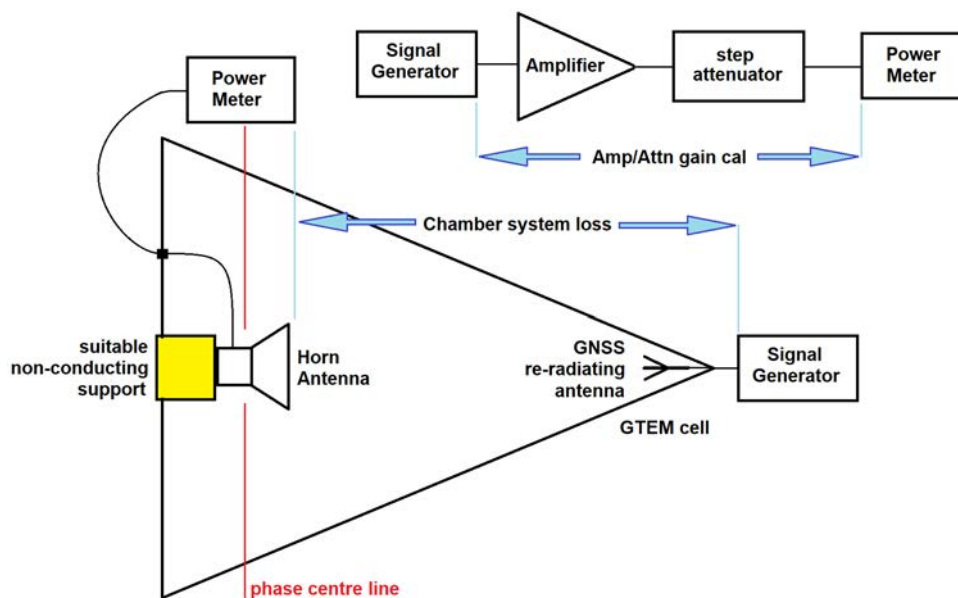 Signal
Generator
Amplifier
step
attenuator
Power
Meter
Amp/Attn gain cal
Power
Meter
Chamber system loss
suitable
non-conducting
support
Horn
Antenna
GNSS
re-radiating
antenna
Signal
Generator
GTEM cell
phase centre line